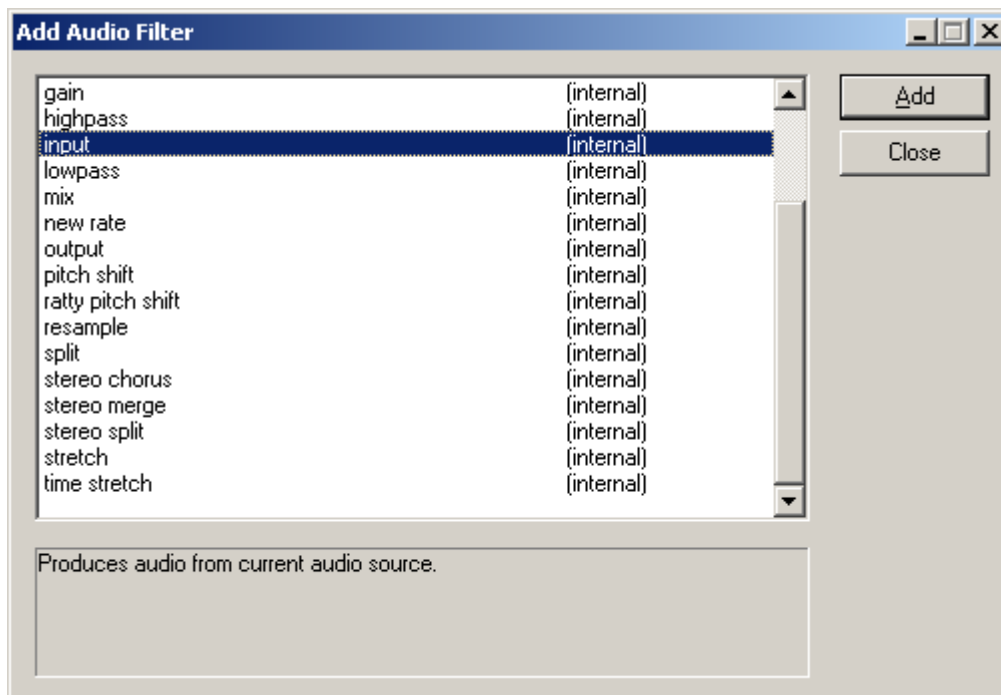 Add Audio Filter
gain (internal)
highpass (internal)
input (internal)
lowpass (internal)
mix (internal)
new rate (internal)
output (internal)
pitch shift (internal)
ratty pitch shift (internal)
resample (internal)
split (internal)
stereo chorus (internal)
stereo merge (internal)
stereo split (internal)
stretch (internal)
time stretch (internal)
Add
Close
Produces audio from current audio source.